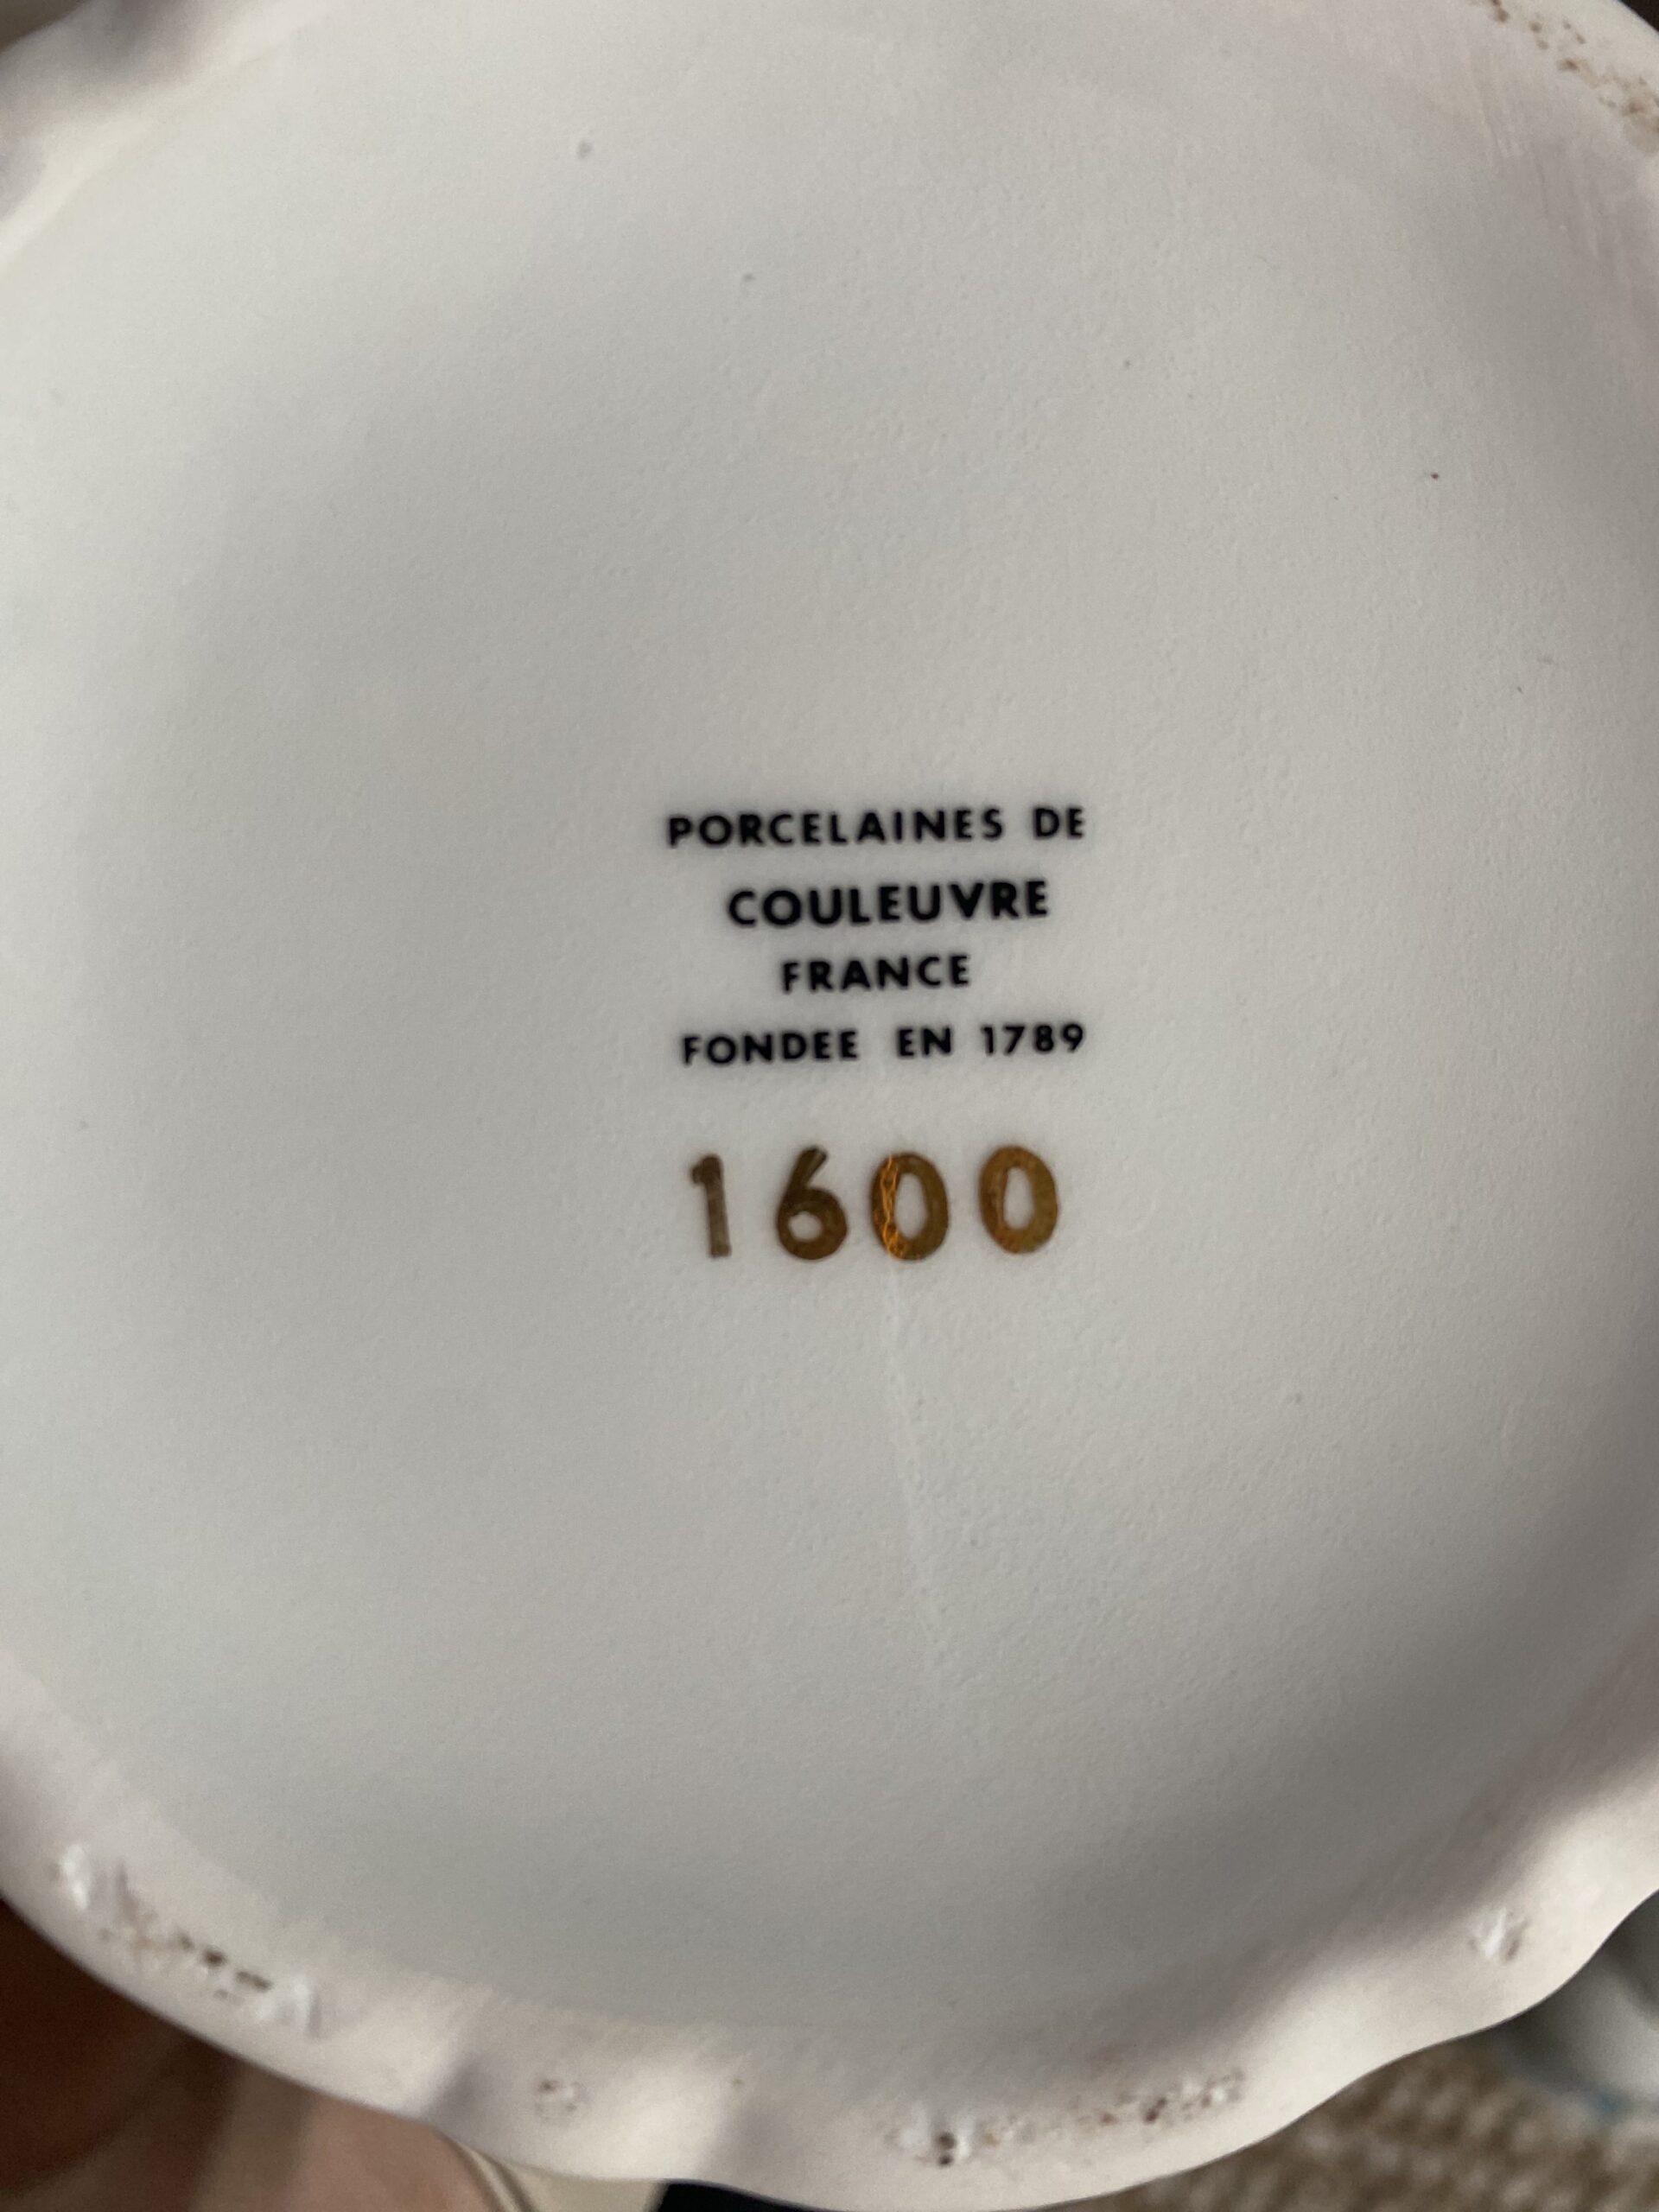 PORCELAINES DE
COULEUVRE
FRANCE
FONDEE EN 1789
1600